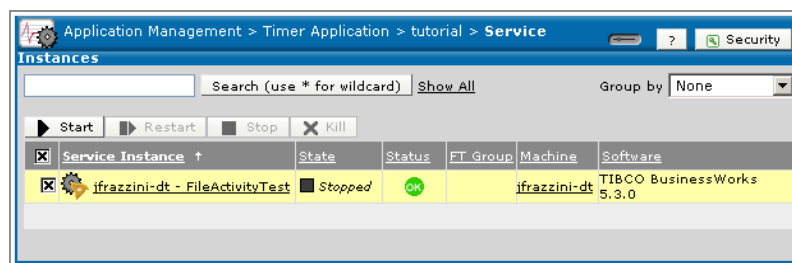 Application Management > Timer Application > tutorial > Service
? Security
Instances
Search (use * for wildcard) Show All Group by None
Start Restart Stop Kill
Service Instance ↑ State Status FT Group Machine Software
jfrazzini-dt - FileActivityTest Stopped OK jfrazzini-dt TIBCO BusinessWorks
5.3.0